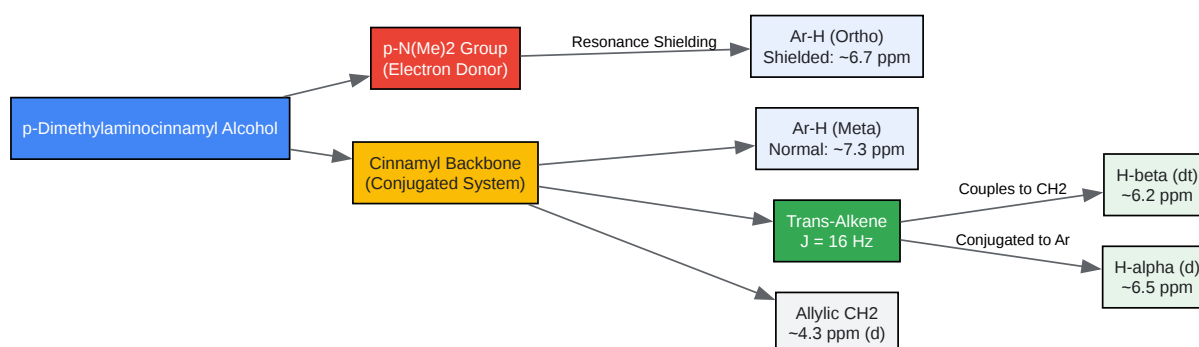 p-Dimethylaminocinnamyl Alcohol
p-N(Me)2 Group
(Electron Donor)
Resonance Shielding
Ar-H (Ortho)
Shielded: ~6.7 ppm
Cinnamyl Backbone
(Conjugated System)
Ar-H (Meta)
Normal: ~7.3 ppm
Trans-Alkene
J = 16 Hz
Couples to CH2
H-beta (dt)
~6.2 ppm
Conjugated to Ar
H-alpha (d)
~6.5 ppm
Allylic CH2
~4.3 ppm (d)